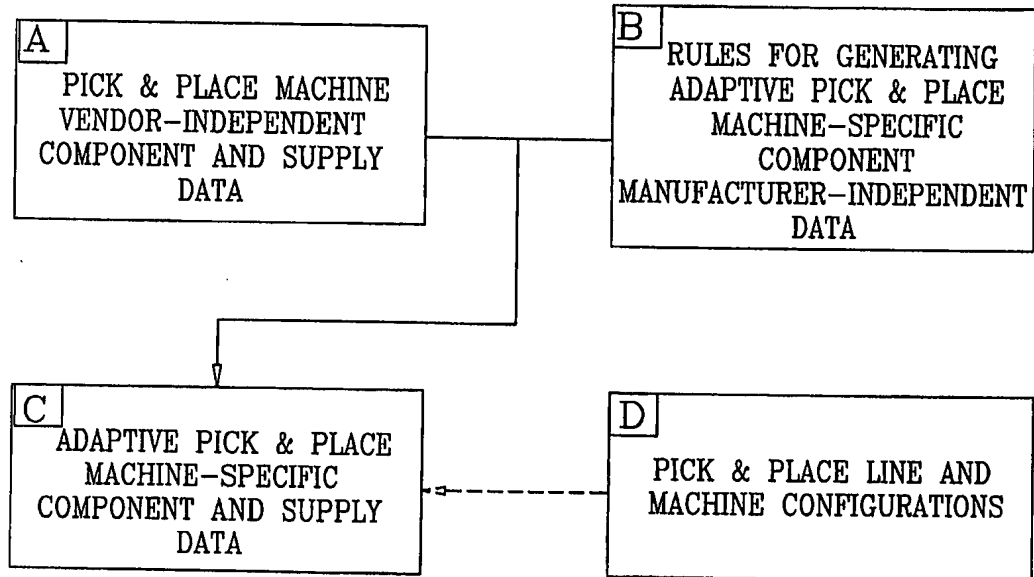 A
PICK & PLACE MACHINE
VENDOR-INDEPENDENT
COMPONENT AND SUPPLY
DATA
B
RULES FOR GENERATING
ADAPTIVE PICK & PLACE
MACHINE-SPECIFIC
COMPONENT
MANUFACTURER-INDEPENDENT
DATA
C
ADAPTIVE PICK & PLACE
MACHINE-SPECIFIC
COMPONENT AND SUPPLY
DATA
D
PICK & PLACE LINE AND
MACHINE CONFIGURATIONS